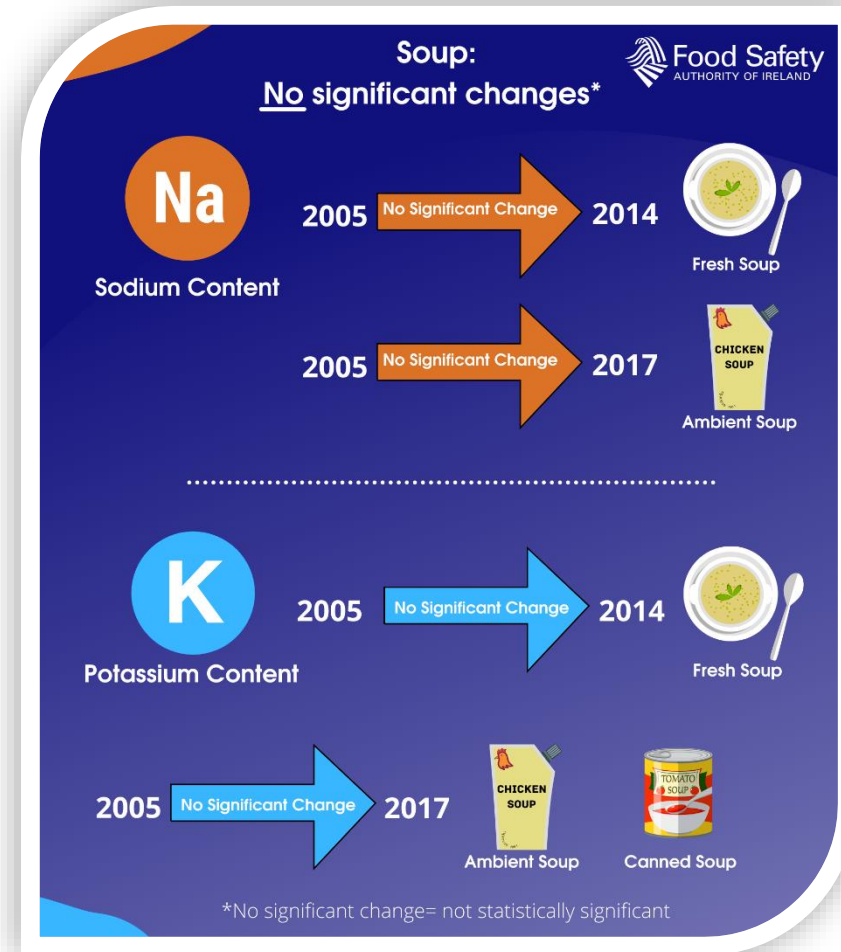 Soup:
No significant changes*
Food Safety
AUTHORITY OF IRELAND
Na
Sodium Content
2005
No Significant Change
2014
Fresh Soup
2005
No Significant Change
2017
CHICKEN
SOUP
Ambient Soup
K
Potassium Content
2005
No Significant Change
2014
Fresh Soup
2005
No Significant Change
2017
CHICKEN
SOUP
Ambient Soup
TOMATO
SOUP
Canned Soup
*No significant change= not statistically significant